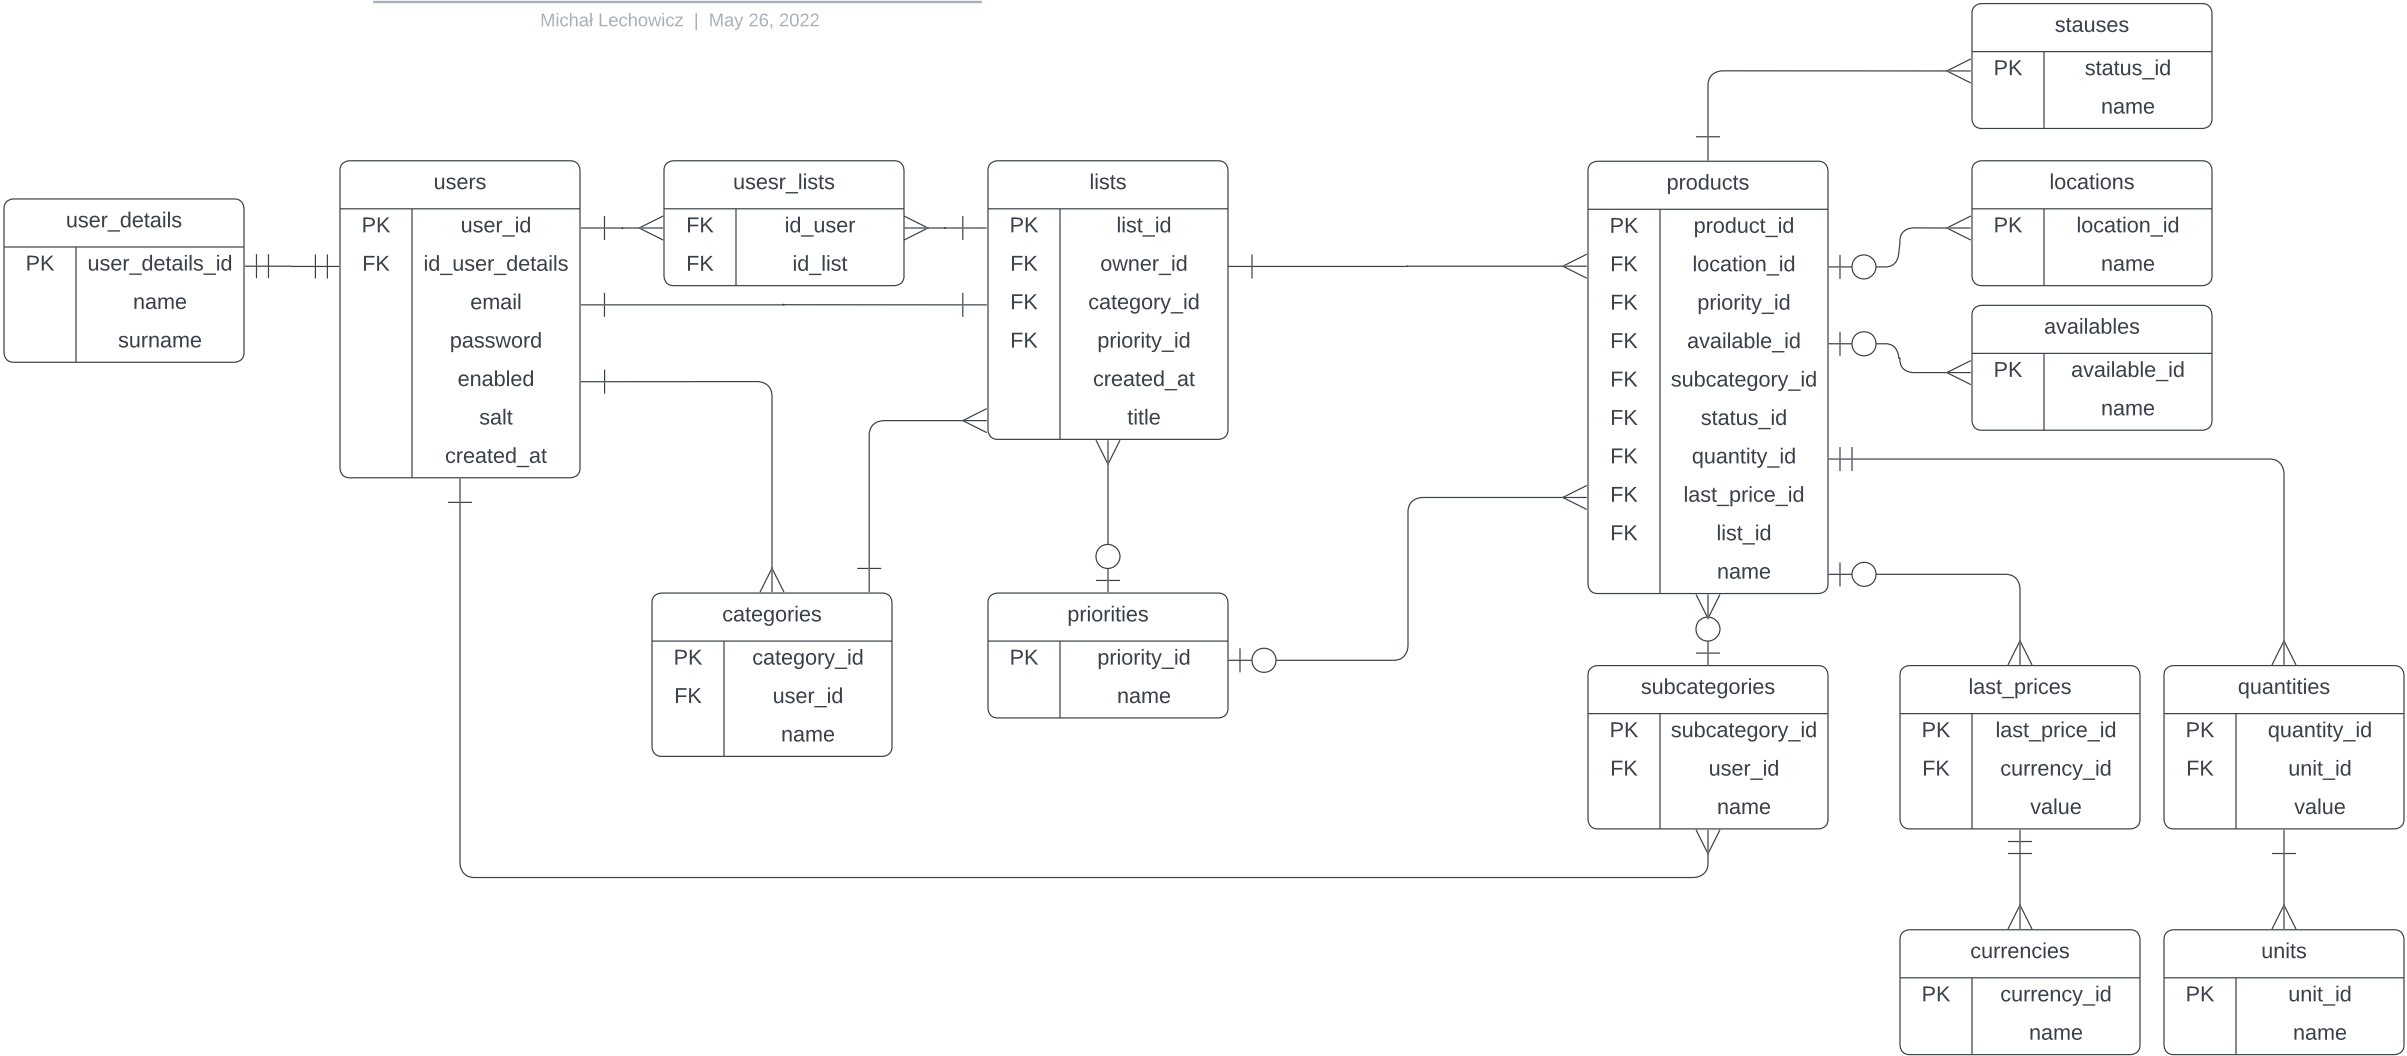 Michał Lechowicz | May 26, 2022
stauses
PK status_id
name
users
PK user_id
FK id_user_details
email
password
enabled
salt
created_at
usesr_lists
FK id_user
FK id_list
lists
PK list_id
FK owner_id
FK category_id
FK priority_id
created_at
title
products
PK product_id
FK location_id
FK priority_id
FK available_id
FK subcategory_id
FK status_id
FK quantity_id
FK last_price_id
FK list_id
name
locations
PK location_id
name
user_details
PK user_details_id
name
surname
availables
PK available_id
name
categories
PK category_id
FK user_id
name
priorities
PK priority_id
name
subcategories
PK subcategory_id
FK user_id
name
last_prices
PK last_price_id
FK currency_id
value
quantities
PK quantity_id
FK unit_id
value
currencies
PK currency_id
name
units
PK unit_id
name